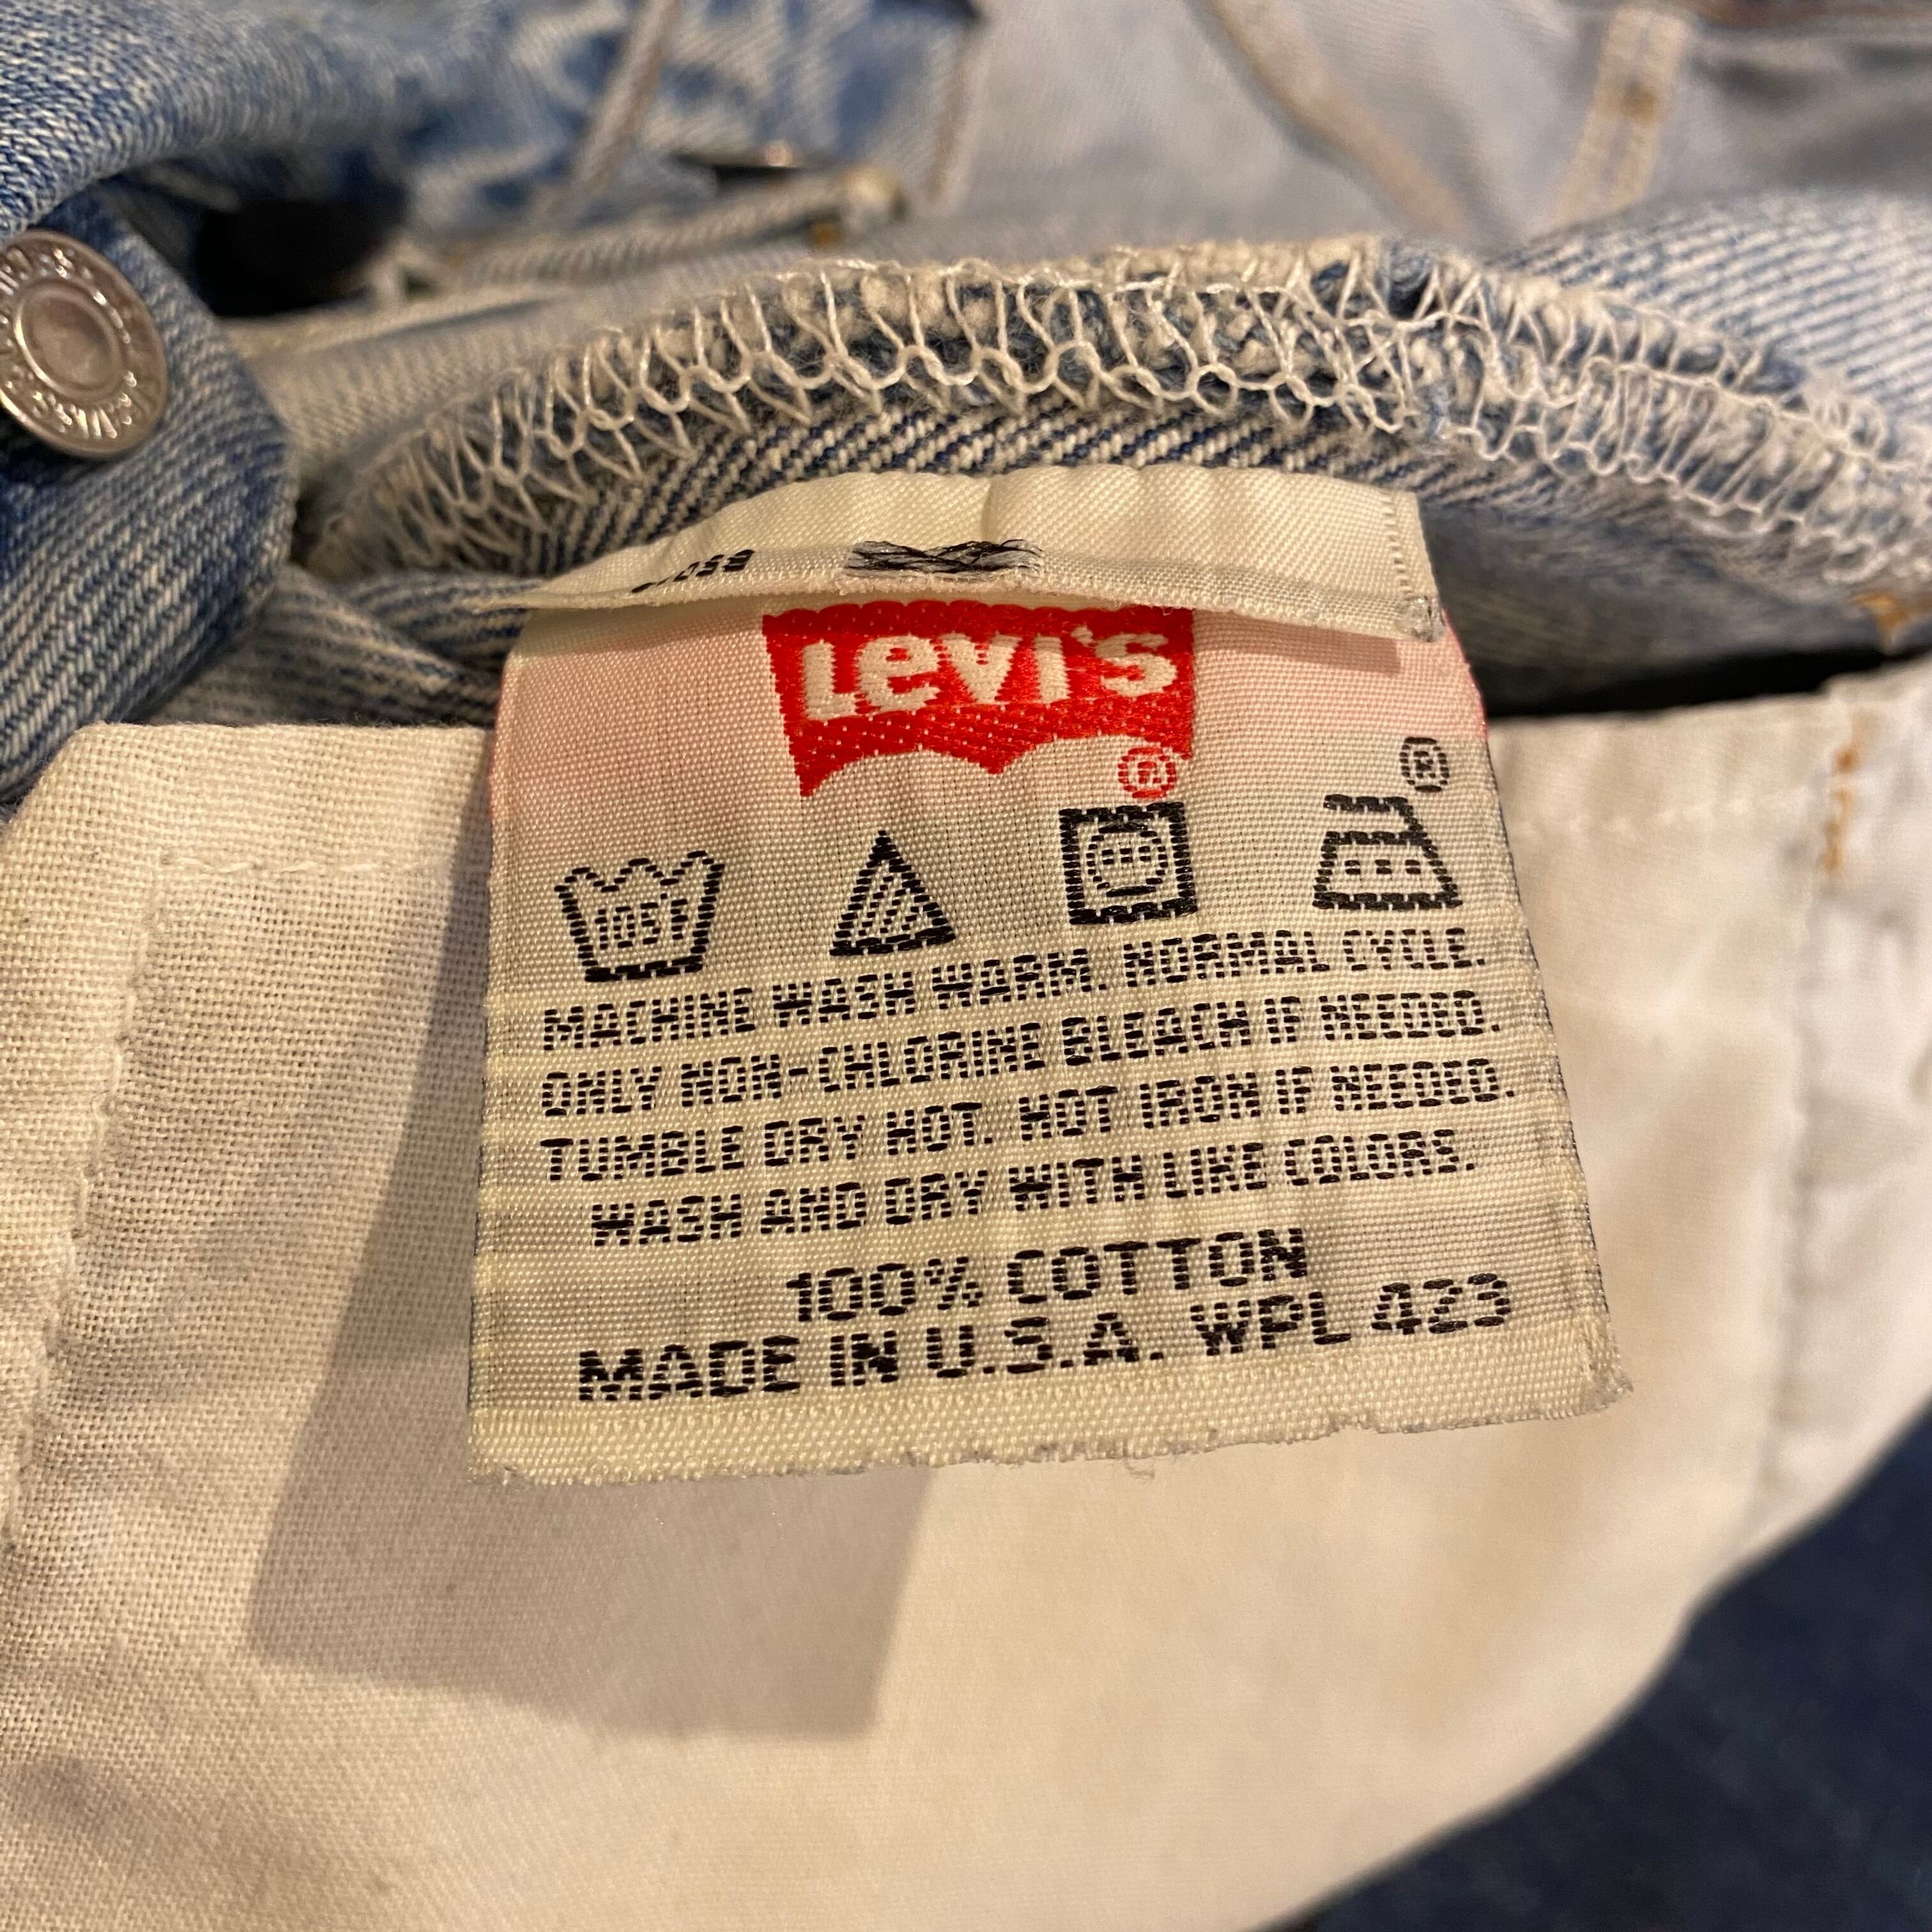 Levi's
®
®
105°F
MACHINE WASH WARM. NORMAL CYCLE.
ONLY NON-CHLORINE BLEACH IF NEEDED.
TUMBLE DRY HOT. HOT IRON IF NEEDED.
WASH AND DRY WITH LIKE COLORS.
100% COTTON
MADE IN U.S.A. WPL 423